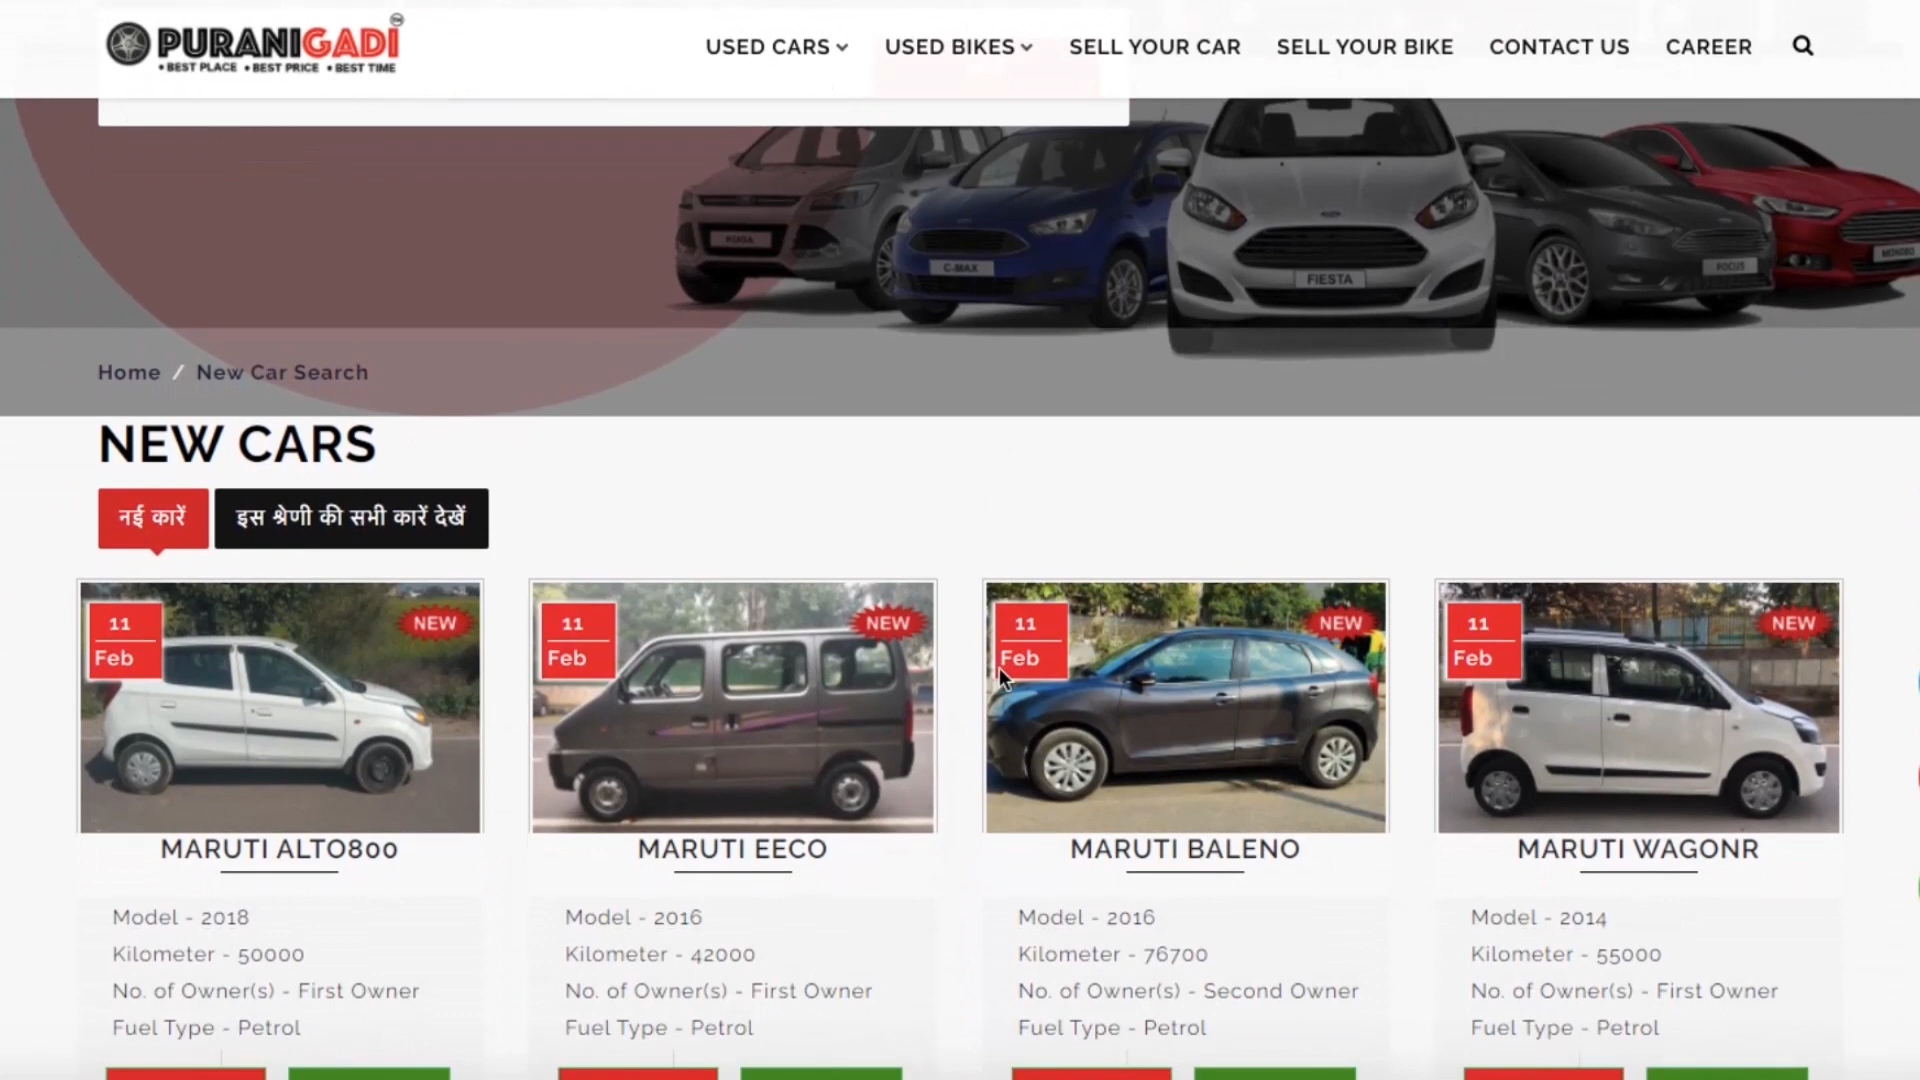 PURANIGADI
• BEST PLACE • BEST PRICE • BEST TIME
USED CARS USED BIKES SELL YOUR CAR SELL YOUR BIKE CONTACT US CAREER
KUGA
C-MAX
FIESTA
FOCUS
MONDEO
Home / New Car Search
NEW CARS
नई कारें इस श्रेणी की सभी कारें देखें
11
Feb
NEW
11
Feb
NEW
11
Feb
NEW
11
Feb
NEW
MARUTI ALTO800
MARUTI EECO
MARUTI BALENO
MARUTI WAGONR
Model - 2018
Kilometer - 50000
No. of Owner(s) - First Owner
Fuel Type - Petrol
Model - 2016
Kilometer - 42000
No. of Owner(s) - First Owner
Fuel Type - Petrol
Model - 2016
Kilometer - 76700
No. of Owner(s) - Second Owner
Fuel Type - Petrol
Model - 2014
Kilometer - 55000
No. of Owner(s) - First Owner
Fuel Type - Petrol